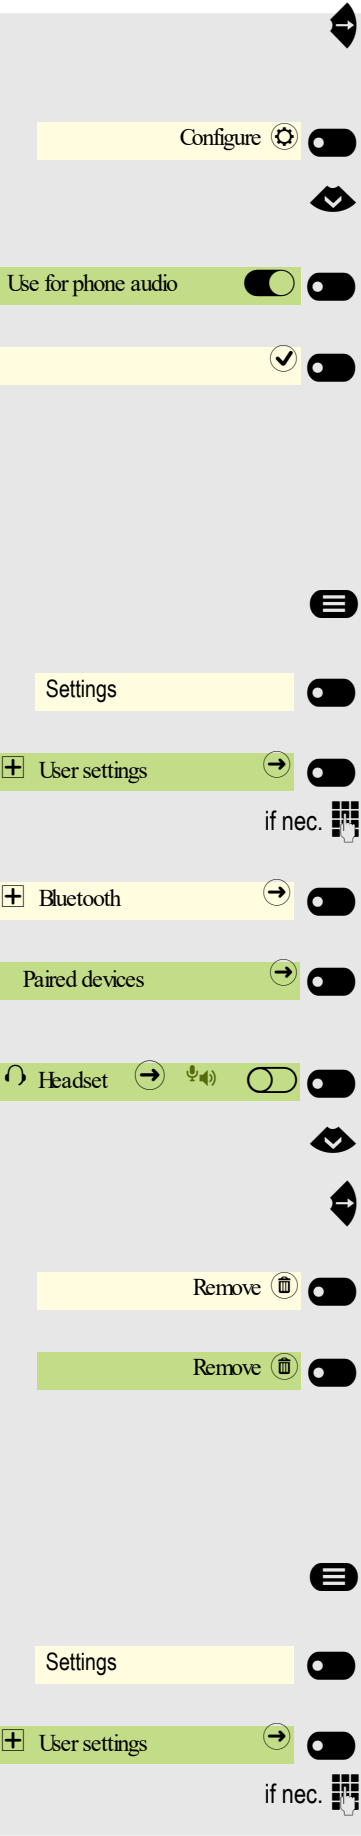 Configure
Use for phone audio
Settings
User settings
if nec.
Bluetooth
Paired devices
Headset
Remove
Remove
Settings
User settings
if nec.